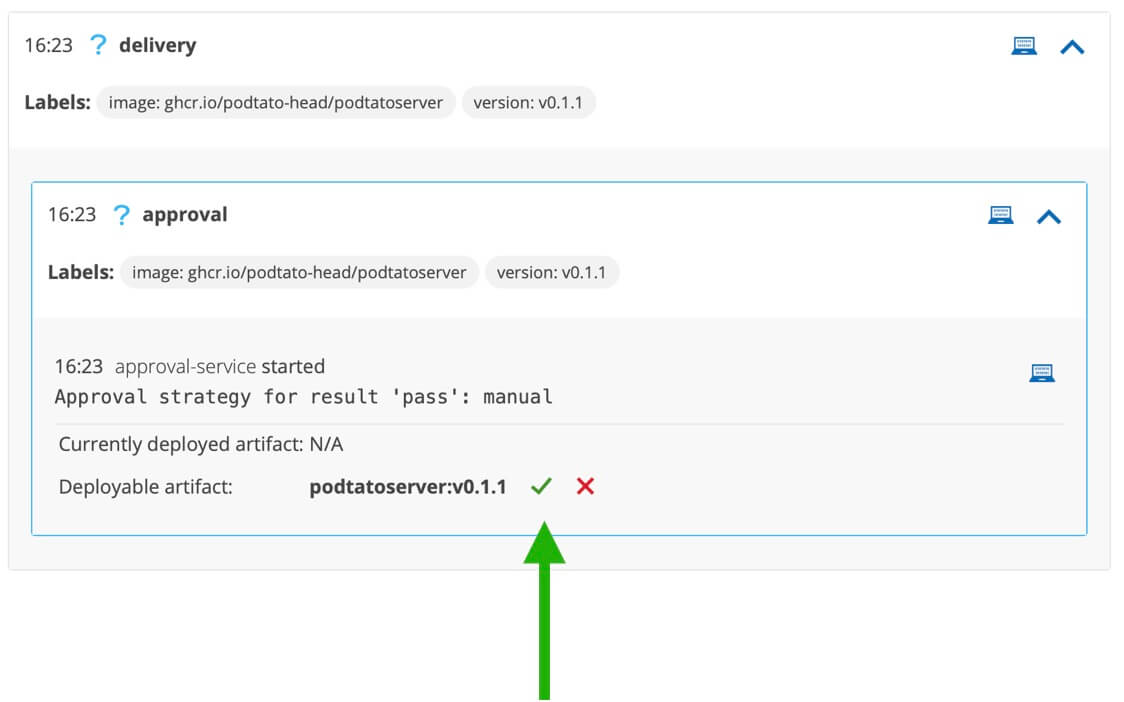 16:23 ? delivery
Labels: image: ghcr.io/podtato-head/podtatoserver version: v0.1.1
16:23 ? approval
Labels: image: ghcr.io/podtato-head/podtatoserver version: v0.1.1
16:23 approval-service started
Approval strategy for result 'pass': manual
Currently deployed artifact: N/A
Deployable artifact: podtatoserver:v0.1.1